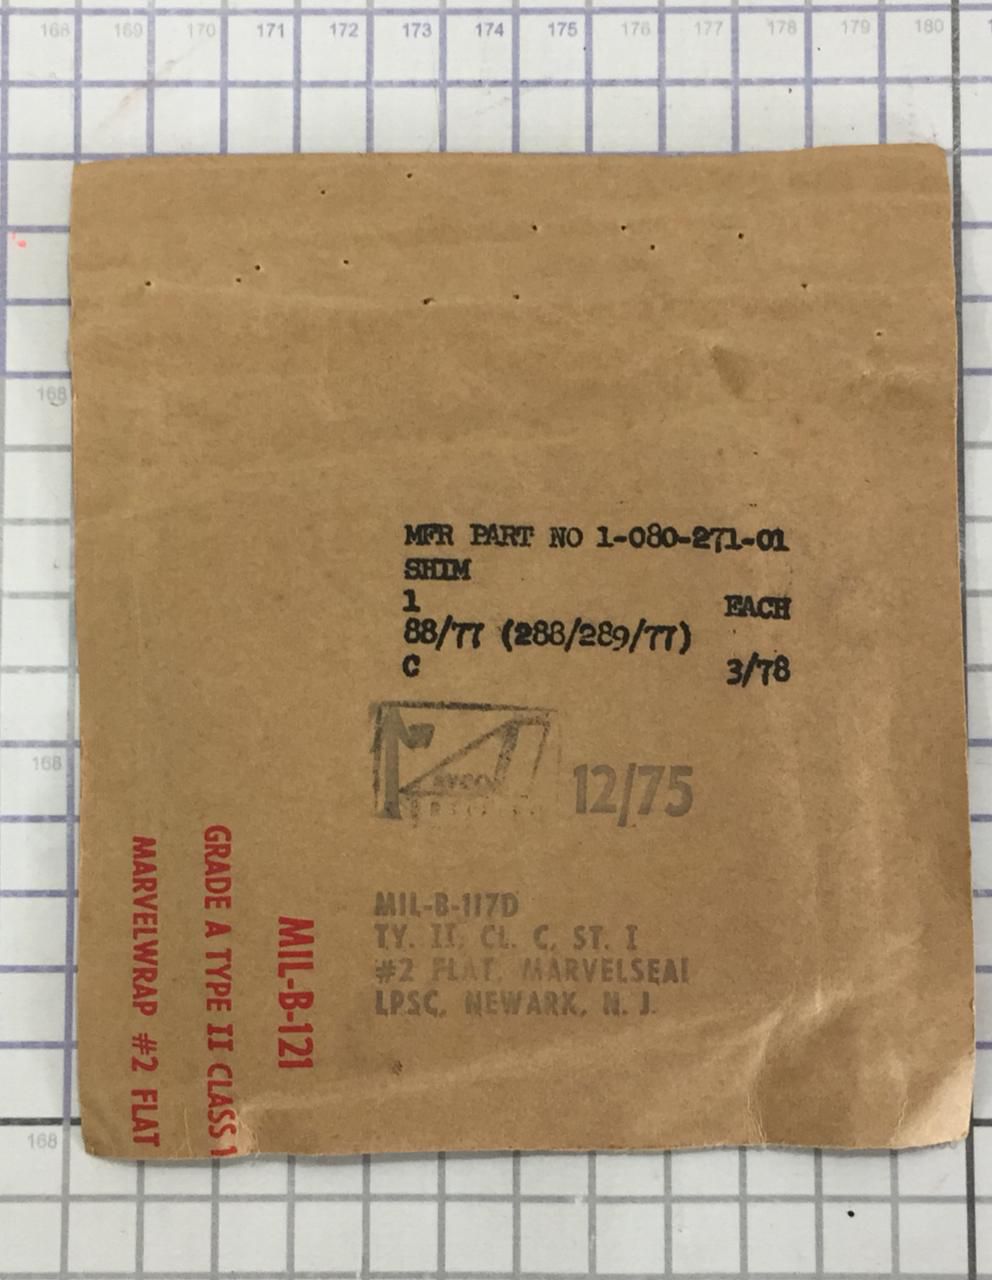 168 169 170 171 172 173 174 175 176 177 178 179 180
168
MFR PART NO 1-080-271-01
SHIM
1 EACH
88/77 (288/289/77)
C 3/78
168
12/75
MIL-B-117D
TY. II, CL. C, ST. I
#2 FLAT, MARVELSEAL
LPSC, NEWARK, N. J.
MIL-B-121
GRADE A TYPE II CLASS 1
MARVELWRAP #2 FLAT
168